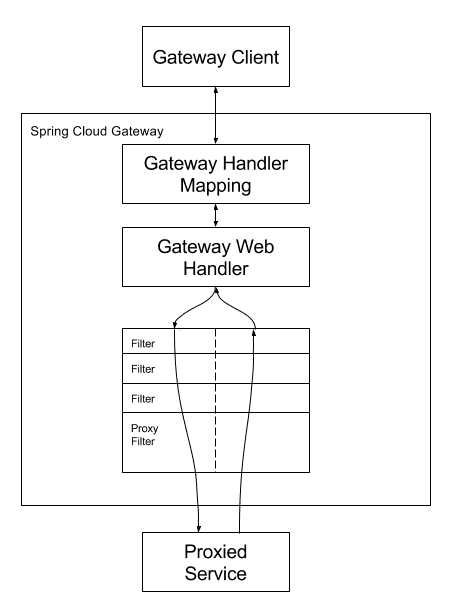 Gateway Client
Spring Cloud Gateway
Gateway Handler
Mapping
Gateway Web
Handler
Filter
Filter
Filter
Proxy
Filter
Proxied
Service